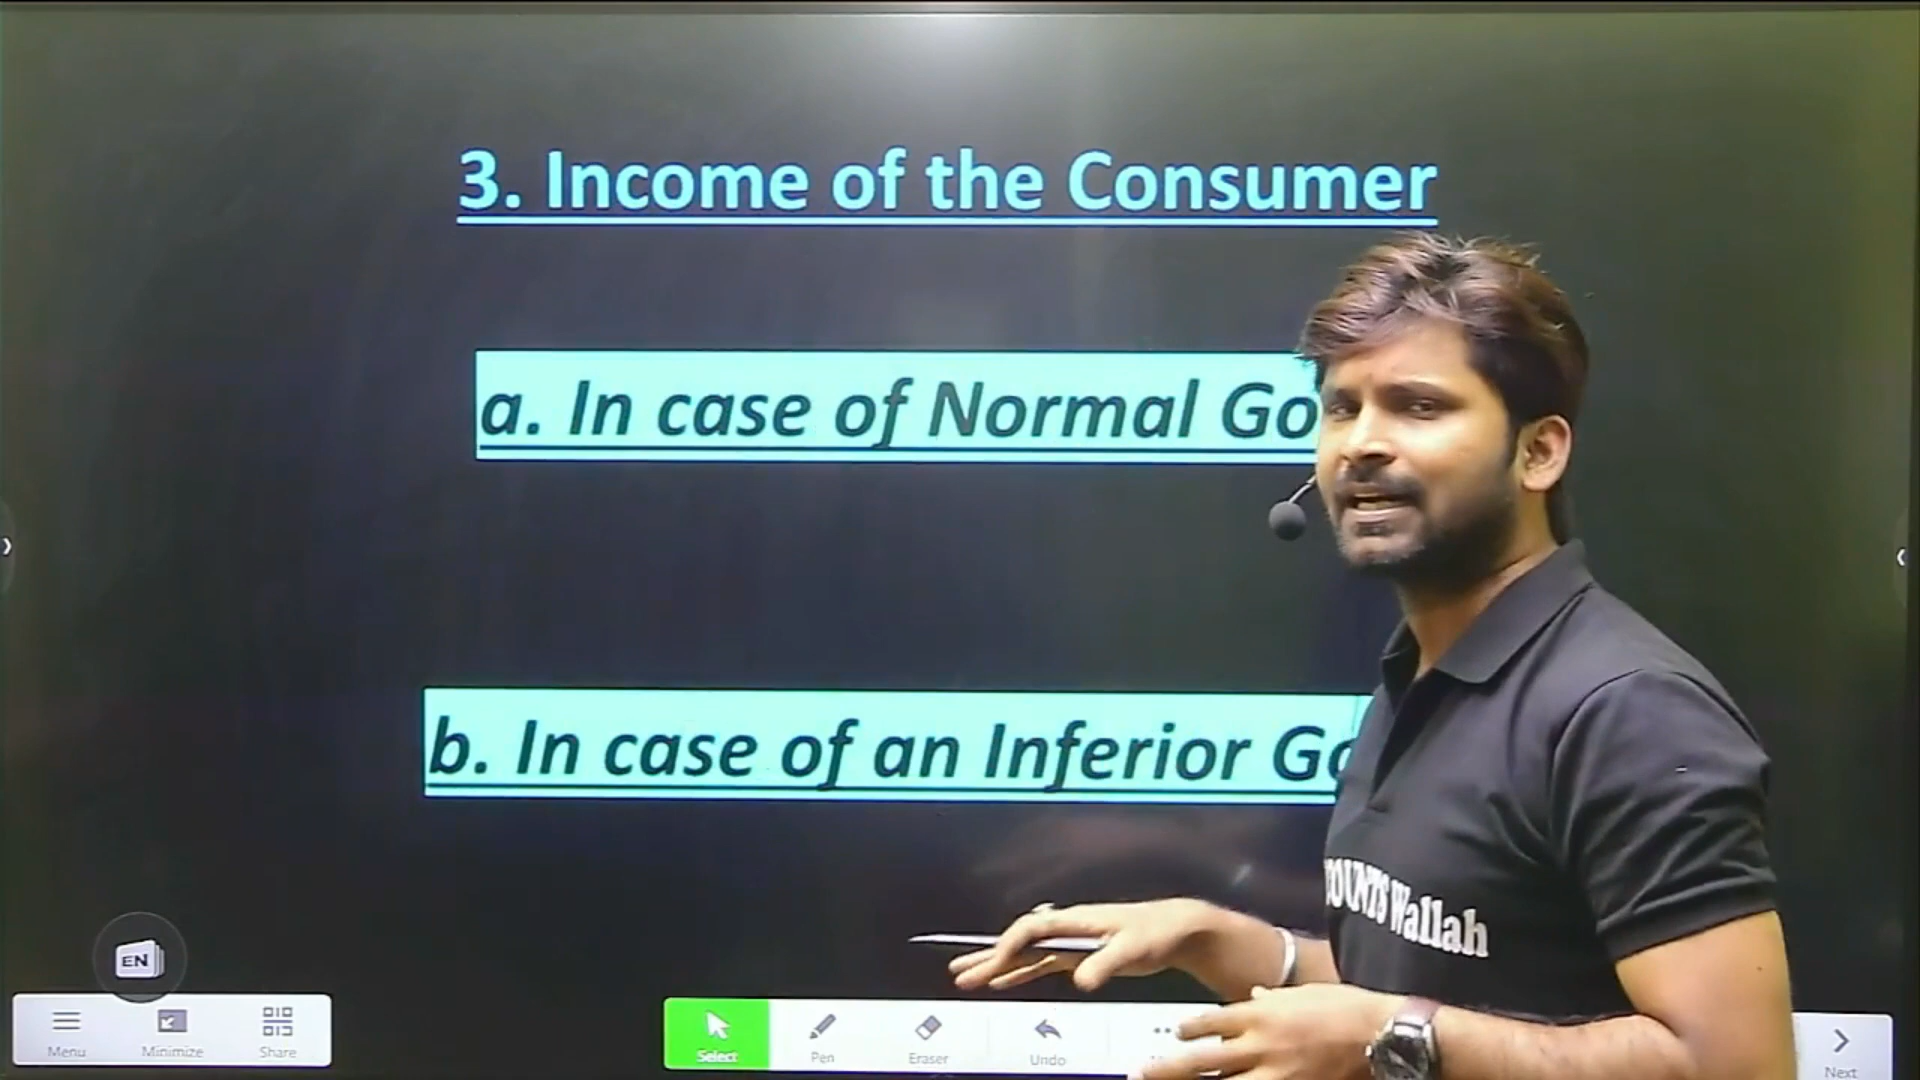 3. Income of the Consumer
a. In case of Normal Go
b. In case of an Inferior Go
COUNTS Wallah
EN
Menu
Minimize
Share
Select
Pen
Eraser
Undo
Next